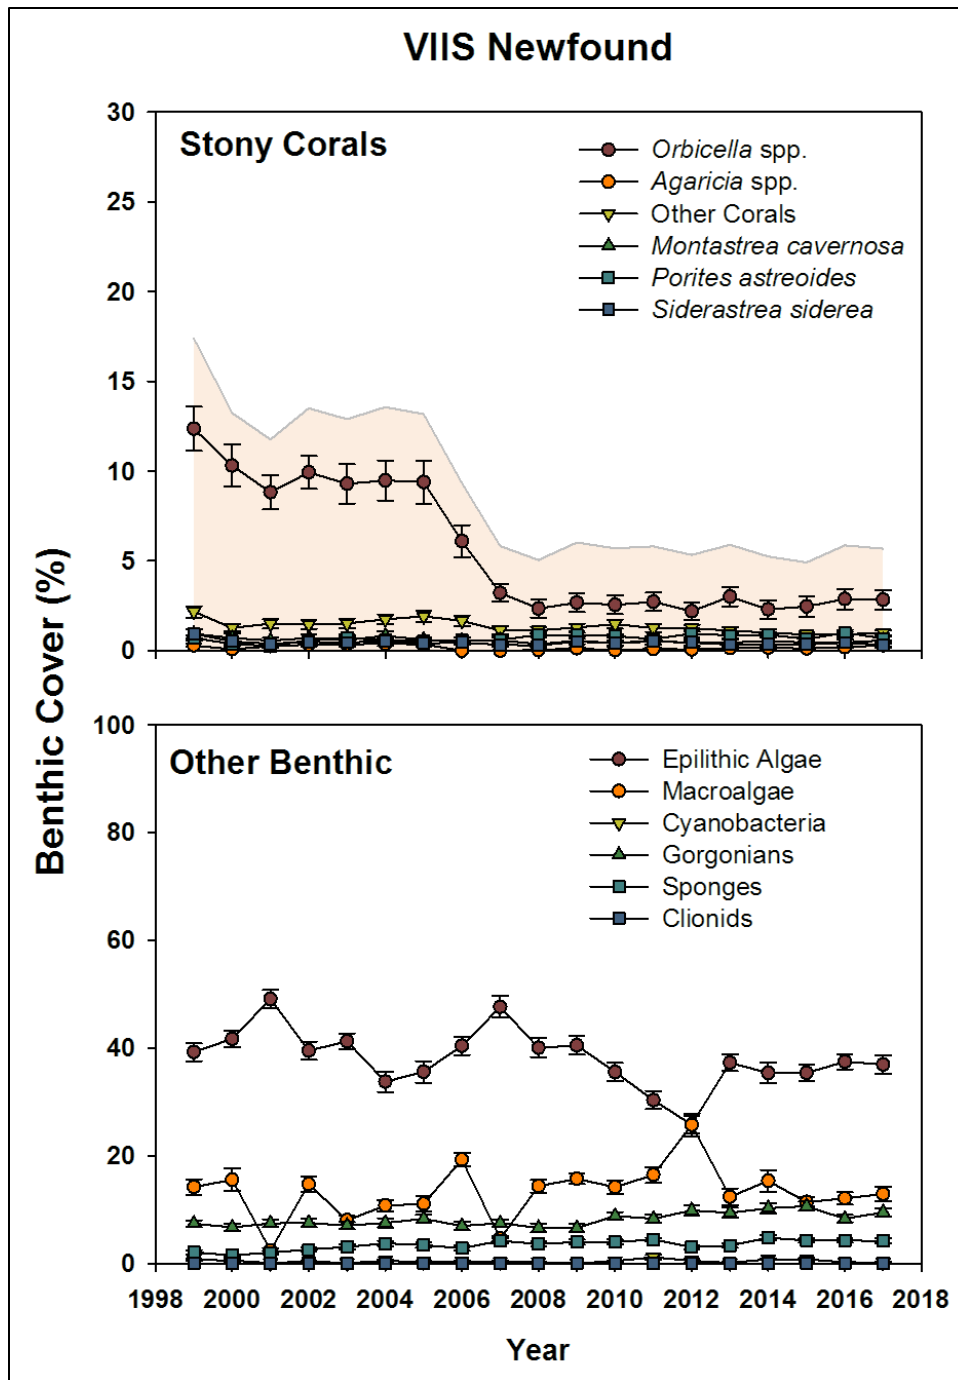 VIIS Newfound
Stony Corals
Orbicella spp.
Agaricia spp.
Other Corals
Montastrea cavernosa
Porites astreoides
Siderastrea siderea
30
25
20
15
10
5
0
Benthic Cover (%)
Other Benthic
Epilithic Algae
Macroalgae
Cyanobacteria
Gorgonians
Sponges
Clionids
100
80
60
40
20
0
1998 2000 2002 2004 2006 2008 2010 2012 2014 2016 2018
Year